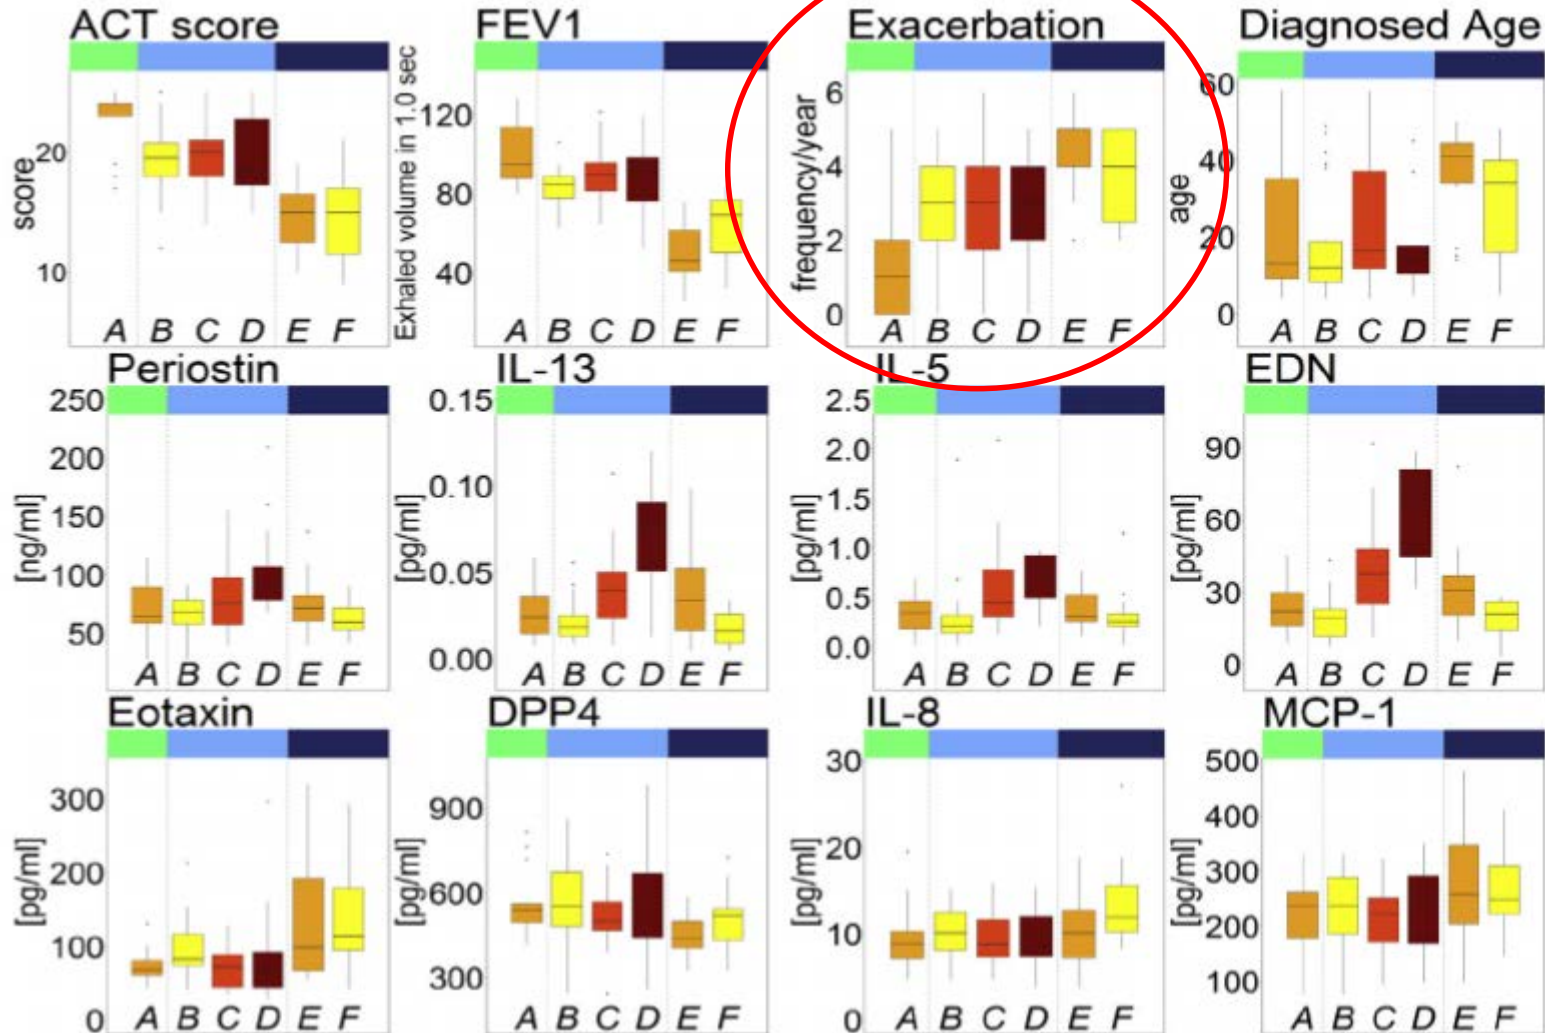 ACT score
score
20
10
A B C D E F
FEV1
Exhaled volume in 1.0 sec
120
80
40
A B C D E F
Exacerbation
frequency/year
6
4
2
0
A B C D E F
Diagnosed Age
age
60
40
20
0
A B C D E F
Periostin
[ng/ml]
250
200
150
100
50
A B C D E F
IL-13
[pg/ml]
0.15
0.10
0.05
0.00
A B C D E F
IL-5
[pg/ml]
2.5
2.0
1.5
1.0
0.5
0.0
A B C D E F
EDN
[pg/ml]
90
60
30
0
A B C D E F
Eotaxin
[pg/ml]
300
200
100
0
A B C D E F
DPP4
[pg/ml]
900
600
300
A B C D E F
IL-8
[pg/ml]
30
20
10
0
A B C D E F
MCP-1
[pg/ml]
500
400
300
200
100
A B C D E F